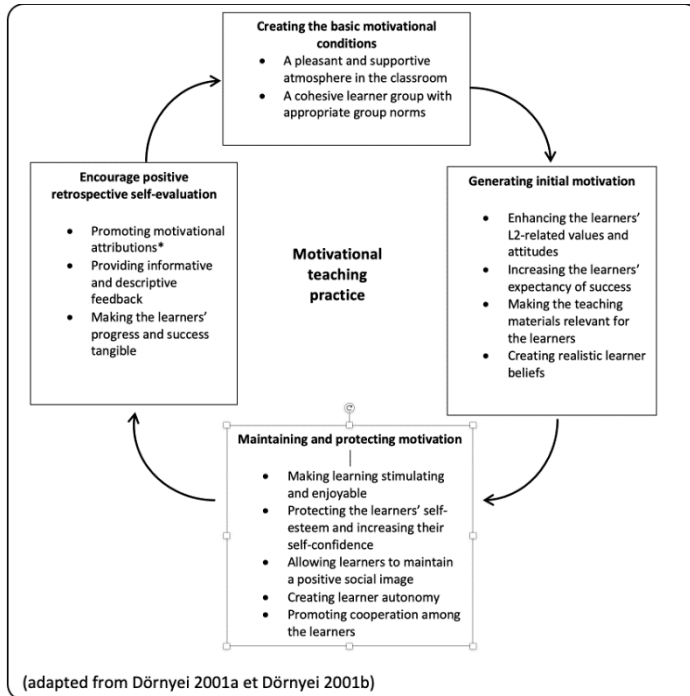 Creating the basic motivational
conditions
• A pleasant and supportive
atmosphere in the classroom
• A cohesive learner group with
appropriate group norms
Generating initial motivation
• Enhancing the learners'
L2-related values and
attitudes
• Increasing the learners'
expectancy of success
• Making the teaching
materials relevant for
the learners
• Creating realistic learner
beliefs
Maintaining and protecting motivation
• Making learning stimulating
and enjoyable
• Protecting the learners' self-
esteem and increasing their
self-confidence
• Allowing learners to maintain
a positive social image
• Creating learner autonomy
• Promoting cooperation among
the learners
Encourage positive
retrospective self-evaluation
• Promoting motivational
attributions*
• Providing informative
and descriptive
feedback
• Making the learners'
progress and success
tangible
Motivational
teaching
practice
(adapted from Dörnyei 2001a et Dörnyei 2001b)